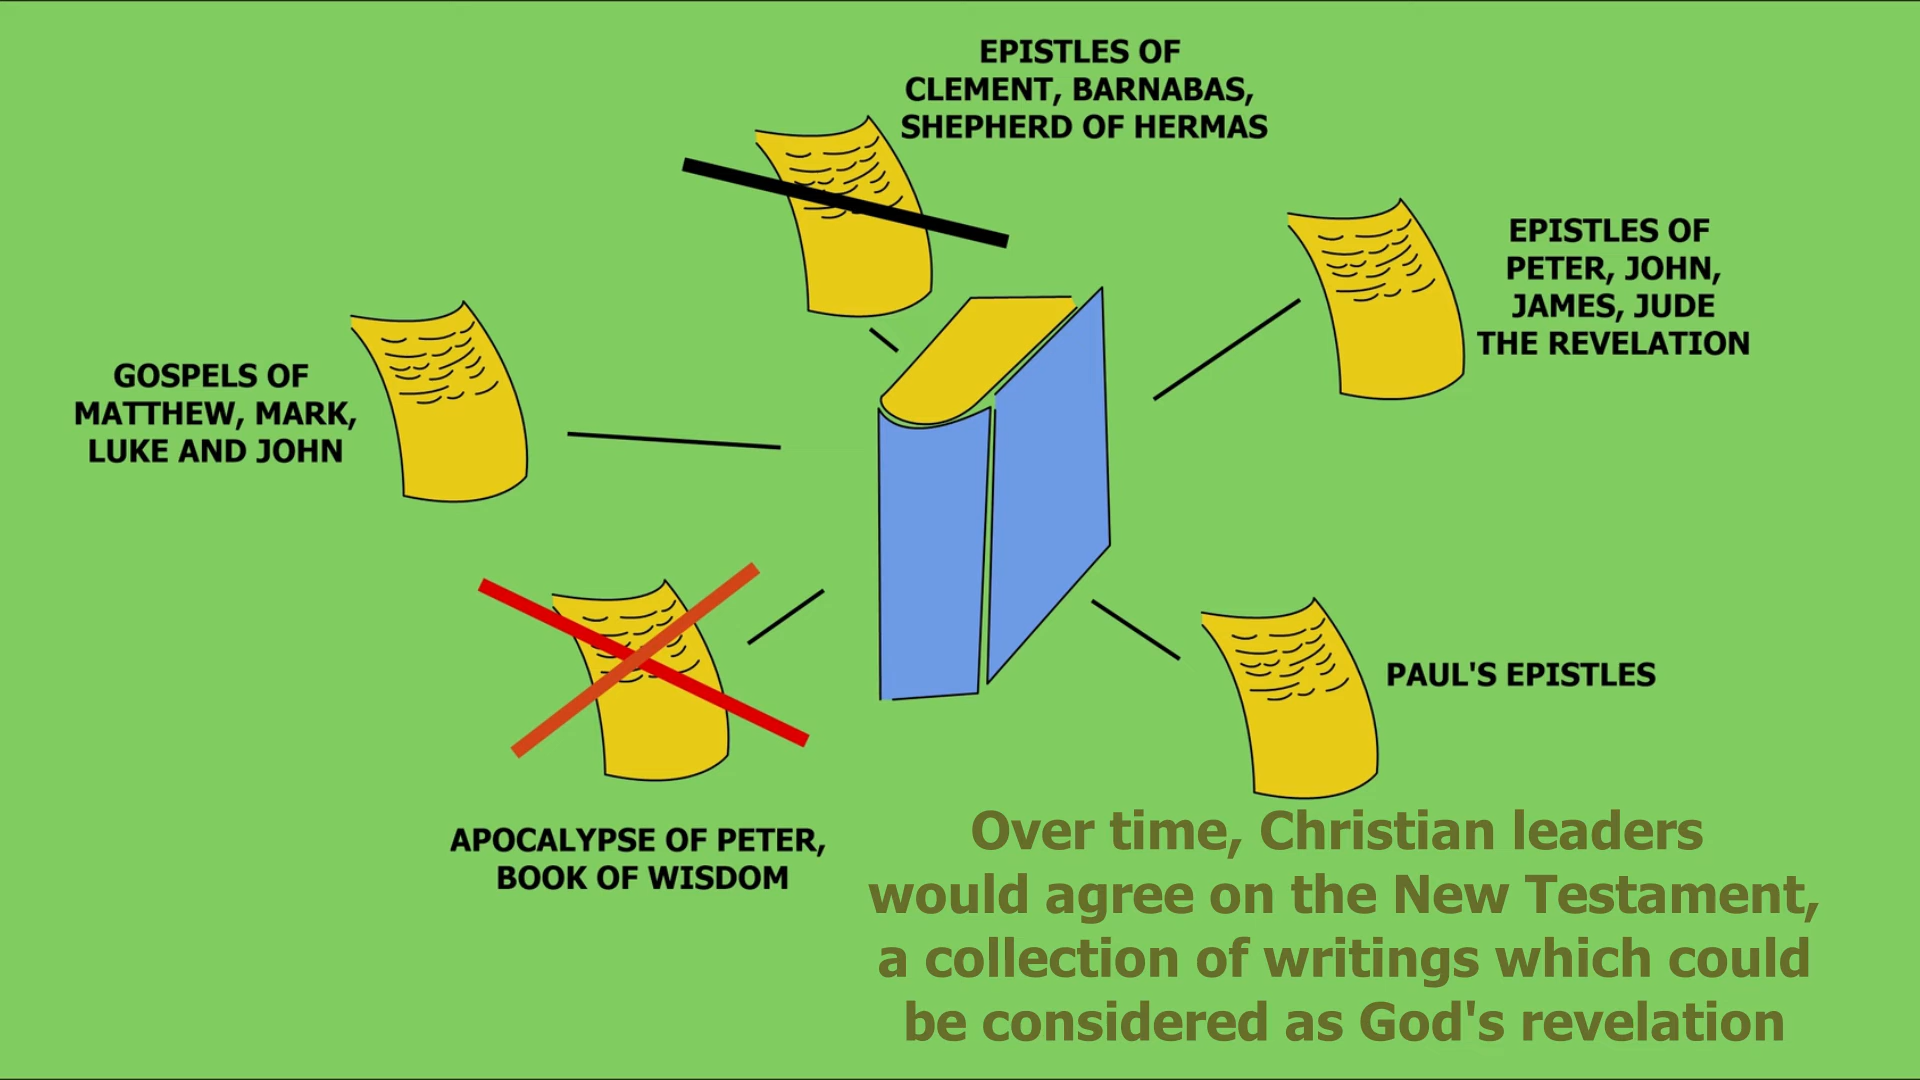 EPISTLES OF
CLEMENT, BARNABAS,
SHEPHERD OF HERMAS
EPISTLES OF
PETER, JOHN,
JAMES, JUDE
THE REVELATION
GOSPELS OF
MATTHEW, MARK,
LUKE AND JOHN
PAUL'S EPISTLES
APOCALYPSE OF PETER,
BOOK OF WISDOM
Over time, Christian leaders
would agree on the New Testament,
a collection of writings which could
be considered as God's revelation